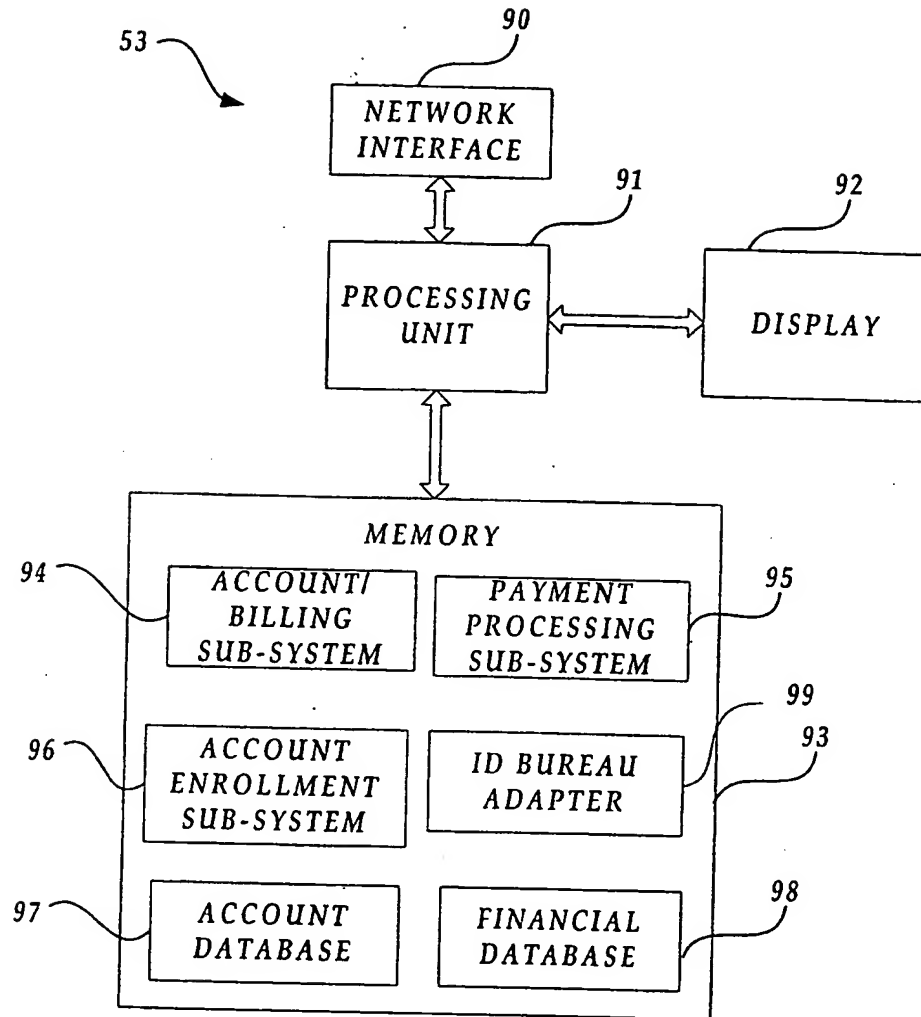 53
90
NETWORK
INTERFACE
91
92
PROCESSING
UNIT
DISPLAY
MEMORY
94
ACCOUNT/
BILLING
SUB-SYSTEM
PAYMENT
PROCESSING
SUB-SYSTEM
95
99
93
96
ACCOUNT
ENROLLMENT
SUB-SYSTEM
ID BUREAU
ADAPTER
97
ACCOUNT
DATABASE
FINANCIAL
DATABASE
98